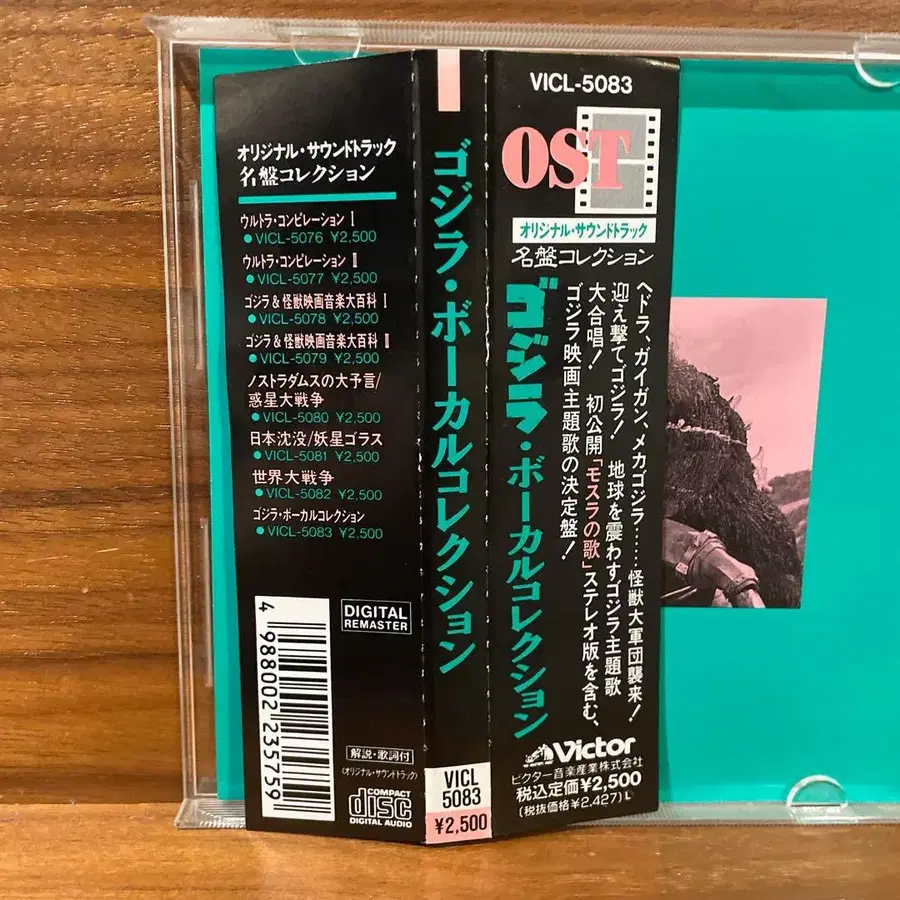 オリジナル・サウンドトラック
名盤コレクション
ウルトラ・コンピレーション Ⅰ
●VICL-5076 ¥2,500
ウルトラ・コンピレーション Ⅱ
●VICL-5077 ¥2,500
ゴジラ&怪獣映画音楽大百科 Ⅰ
●VICL-5078 ¥2,500
ゴジラ&怪獣映画音楽大百科 Ⅱ
●VICL-5079 ¥2,500
ノストラダムスの大予言/
惑星大戦争
●VICL-5080 ¥2,500
日本沈没/妖星ゴラス
●VICL-5081 ¥2,500
世界大戦争
●VICL-5082 ¥2,500
ゴジラ・ボーカルコレクション
●VICL-5083 ¥2,500
4 988002 235759
DIGITAL
REMASTER
解説・歌詞付
(オリジナル・サウンドトラック)
COMPACT
disc
DIGITAL AUDIO
ゴジラ・ボーカルコレクション
VICL
5083
¥2,500
VICL-5083
OST
オリジナル・サウンドトラック
名盤コレクション
ゴジラ・ボーカルコレクション
ヘドラ、ガイガン、メカゴジラ……怪獣大軍団襲来!
迎え撃てゴジラ! 地球を震わすゴジラ主題歌
大合唱! 初公開「モスラの歌」ステレオ版を含む、
ゴジラ映画主題歌の決定盤!
Victor
ビクター音楽産業株式会社
税込定価¥2,500
(税抜価格¥2,427)L